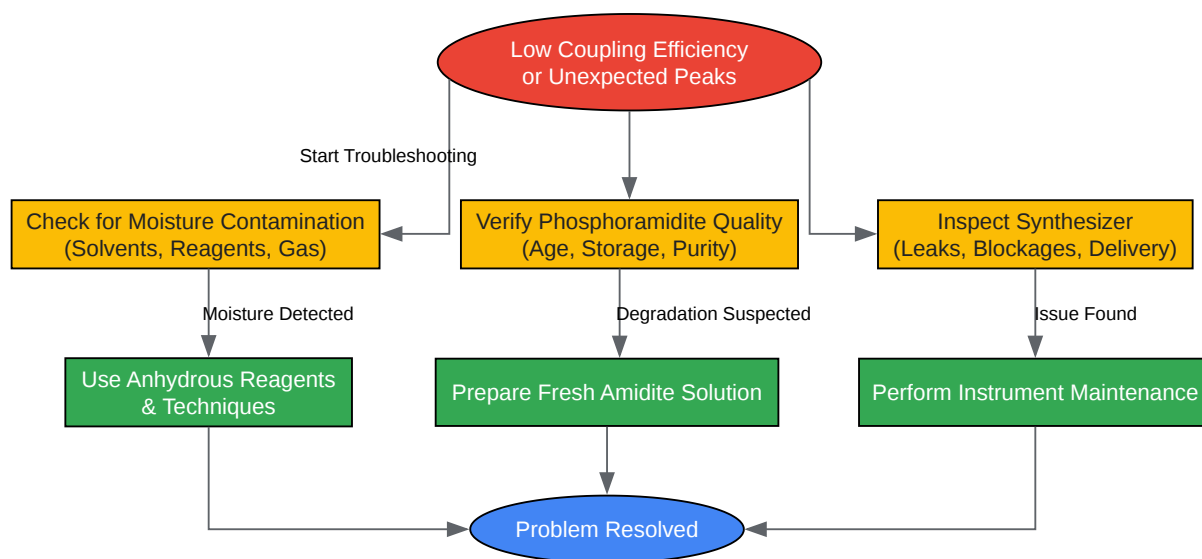 Low Coupling Efficiency
or Unexpected Peaks
Start Troubleshooting
Check for Moisture Contamination
(Solvents, Reagents, Gas)
Verify Phosphoramidite Quality
(Age, Storage, Purity)
Inspect Synthesizer
(Leaks, Blockages, Delivery)
Moisture Detected
Degradation Suspected
Issue Found
Use Anhydrous Reagents
& Techniques
Prepare Fresh Amidite Solution
Perform Instrument Maintenance
Problem Resolved